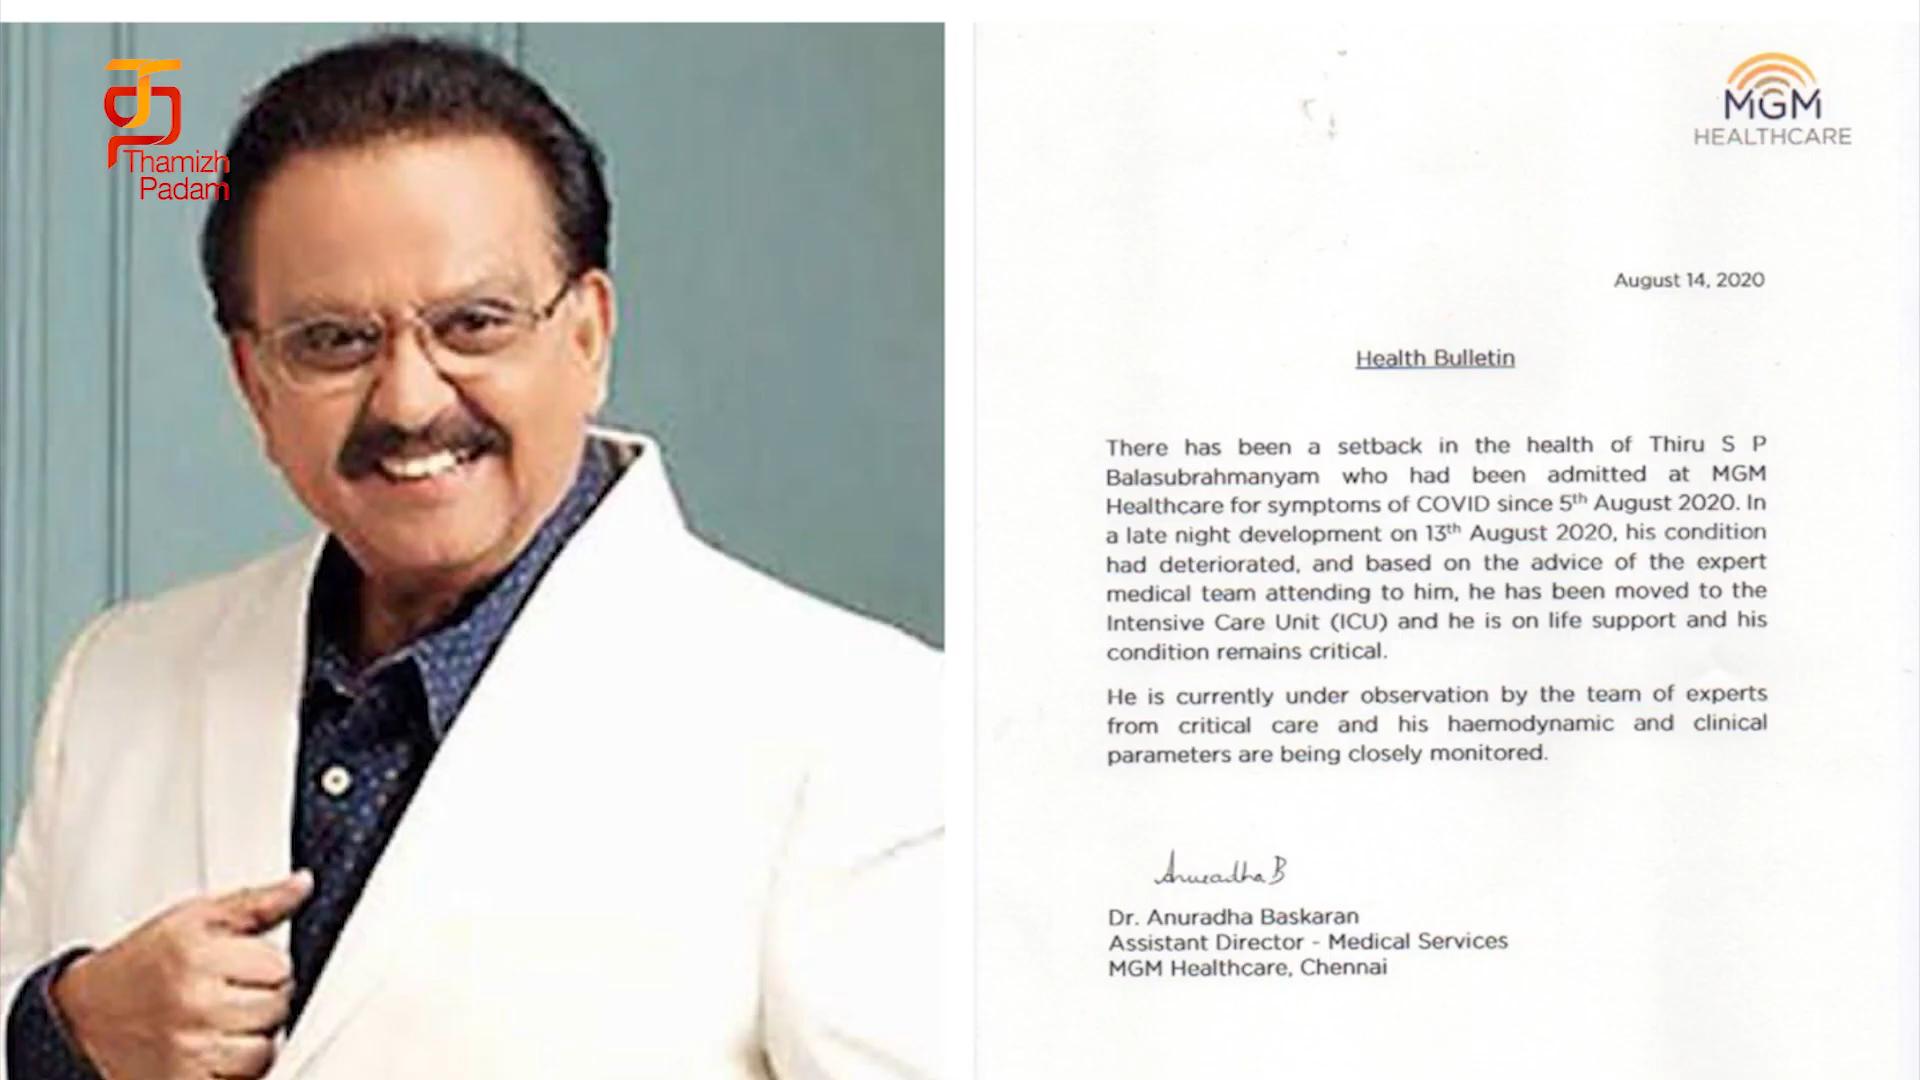 Thamizh
Padam
MGM
HEALTHCARE
August 14, 2020
Health Bulletin
There has been a setback in the health of Thiru S P
Balasubrahmanyam who had been admitted at MGM
Healthcare for symptoms of COVID since 5th August 2020. In
a late night development on 13th August 2020, his condition
had deteriorated, and based on the advice of the expert
medical team attending to him, he has been moved to the
Intensive Care Unit (ICU) and he is on life support and his
condition remains critical.
He is currently under observation by the team of experts
from critical care and his haemodynamic and clinical
parameters are being closely monitored.
Anuradha B
Dr. Anuradha Baskaran
Assistant Director - Medical Services
MGM Healthcare, Chennai